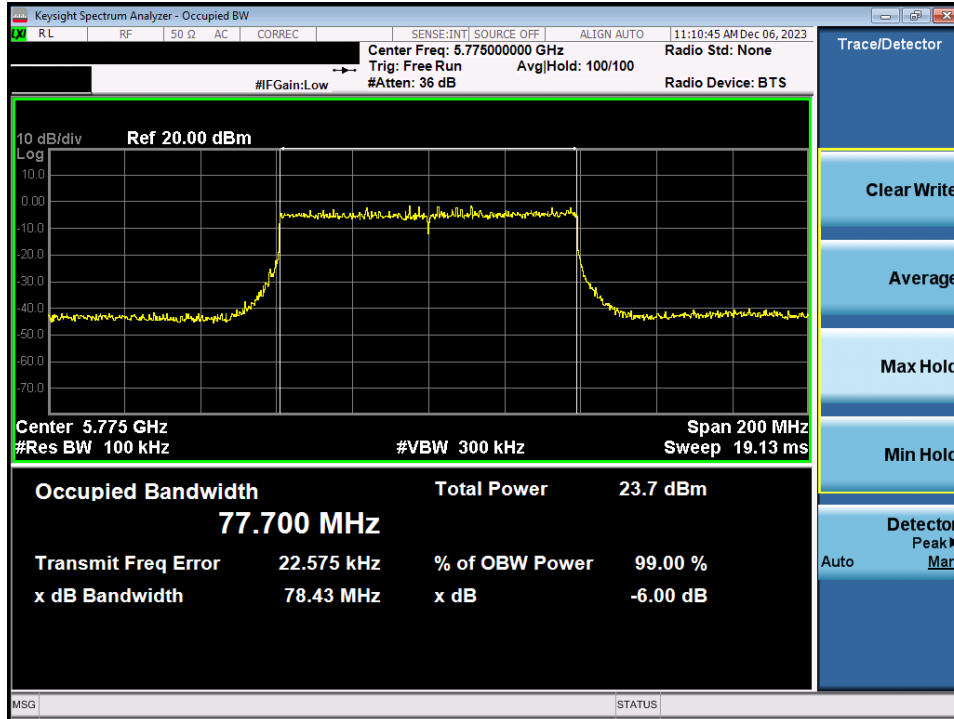 Keysight Spectrum Analyzer - Occupied BW
LXI RL RF 50 Ω AC CORREC SENSE:INT SOURCE OFF ALIGN AUTO 11:10:45 AM Dec 06, 2023
Center Freq: 5.775000000 GHz Radio Std: None
Trig: Free Run Avg|Hold: 100/100
#IFGain:Low #Atten: 36 dB Radio Device: BTS
10 dB/div Ref 20.00 dBm
Log
10.0
0.00
-10.0
-20.0
-30.0
-40.0
-50.0
-60.0
-70.0
Center 5.775 GHz Span 200 MHz
#Res BW 100 kHz #VBW 300 kHz Sweep 19.13 ms
Occupied Bandwidth Total Power 23.7 dBm
77.700 MHz
Transmit Freq Error 22.575 kHz % of OBW Power 99.00 %
x dB Bandwidth 78.43 MHz x dB -6.00 dB
MSG STATUS
Trace/Detector
Clear Write
Average
Max Hold
Min Hold
Detector
Peak
Auto Man